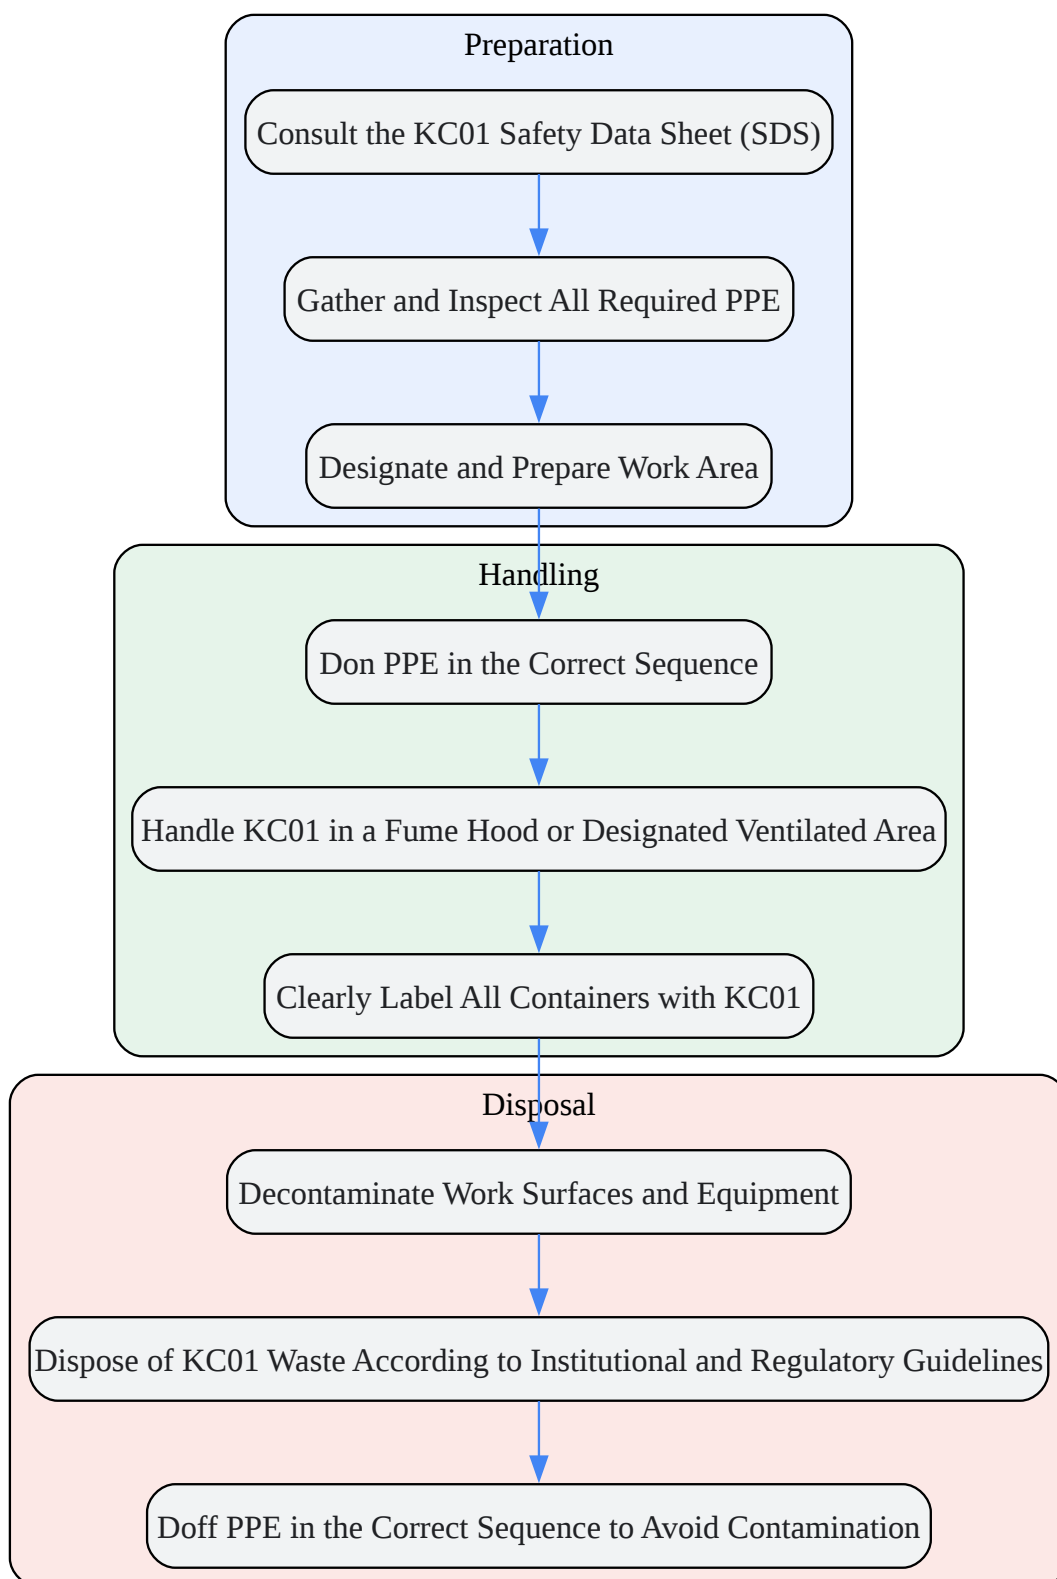 Preparation
Consult the KC01 Safety Data Sheet (SDS)
Gather and Inspect All Required PPE
Designate and Prepare Work Area
Handling
Don PPE in the Correct Sequence
Handle KC01 in a Fume Hood or Designated Ventilated Area
Clearly Label All Containers with KC01
Disposal
Decontaminate Work Surfaces and Equipment
Dispose of KC01 Waste According to Institutional and Regulatory Guidelines
Doff PPE in the Correct Sequence to Avoid Contamination